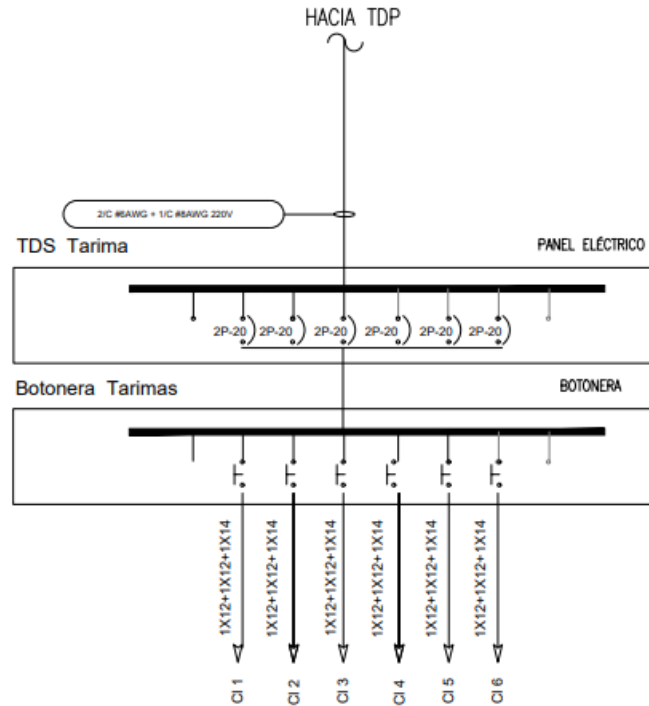 HACIA TDP
2/C #6AWG + 1/C #8AWG 220V
TDS Tarima
PANEL ELÉCTRICO
2P-20
2P-20
2P-20
2P-20
2P-20
2P-20
Botonera Tarimas
BOTONERA
1X12+1X12+1X14
1X12+1X12+1X14
1X12+1X12+1X14
1X12+1X12+1X14
1X12+1X12+1X14
1X12+1X12+1X14
CI 1
CI 2
CI 3
CI 4
CI 5
CI 6